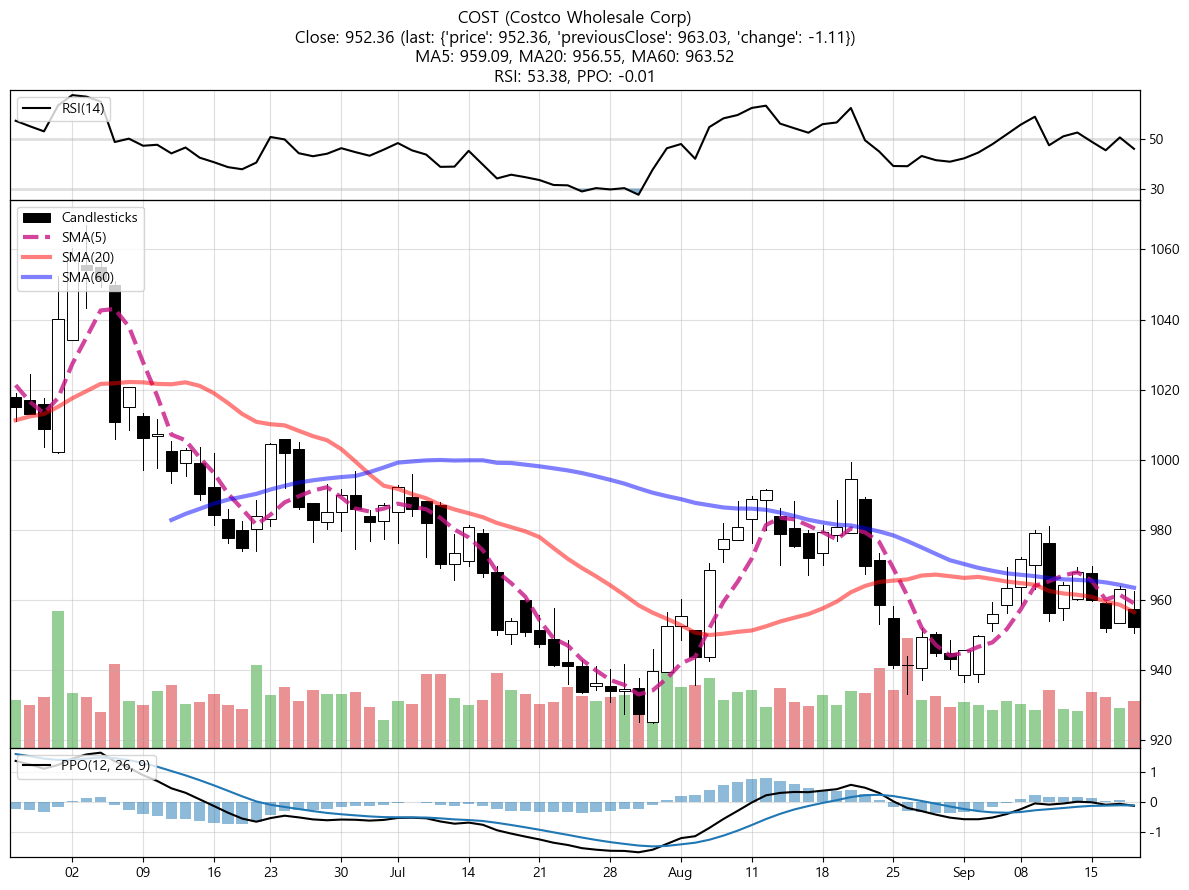 COST (Costco Wholesale Corp)
Close: 952.36 (last: {'price': 952.36, 'previousClose': 963.03, 'change': -1.11})
MA5: 959.09, MA20: 956.55, MA60: 963.52
RSI: 53.38, PPO: -0.01
RSI(14)
50
30
Candlesticks
SMA(5)
SMA(20)
SMA(60)
1060
1040
1020
1000
980
960
940
920
PPO(12, 26, 9)
1
0
-1
02 09 16 23 30 Jul 14 21 28 Aug 11 18 25 Sep 08 15